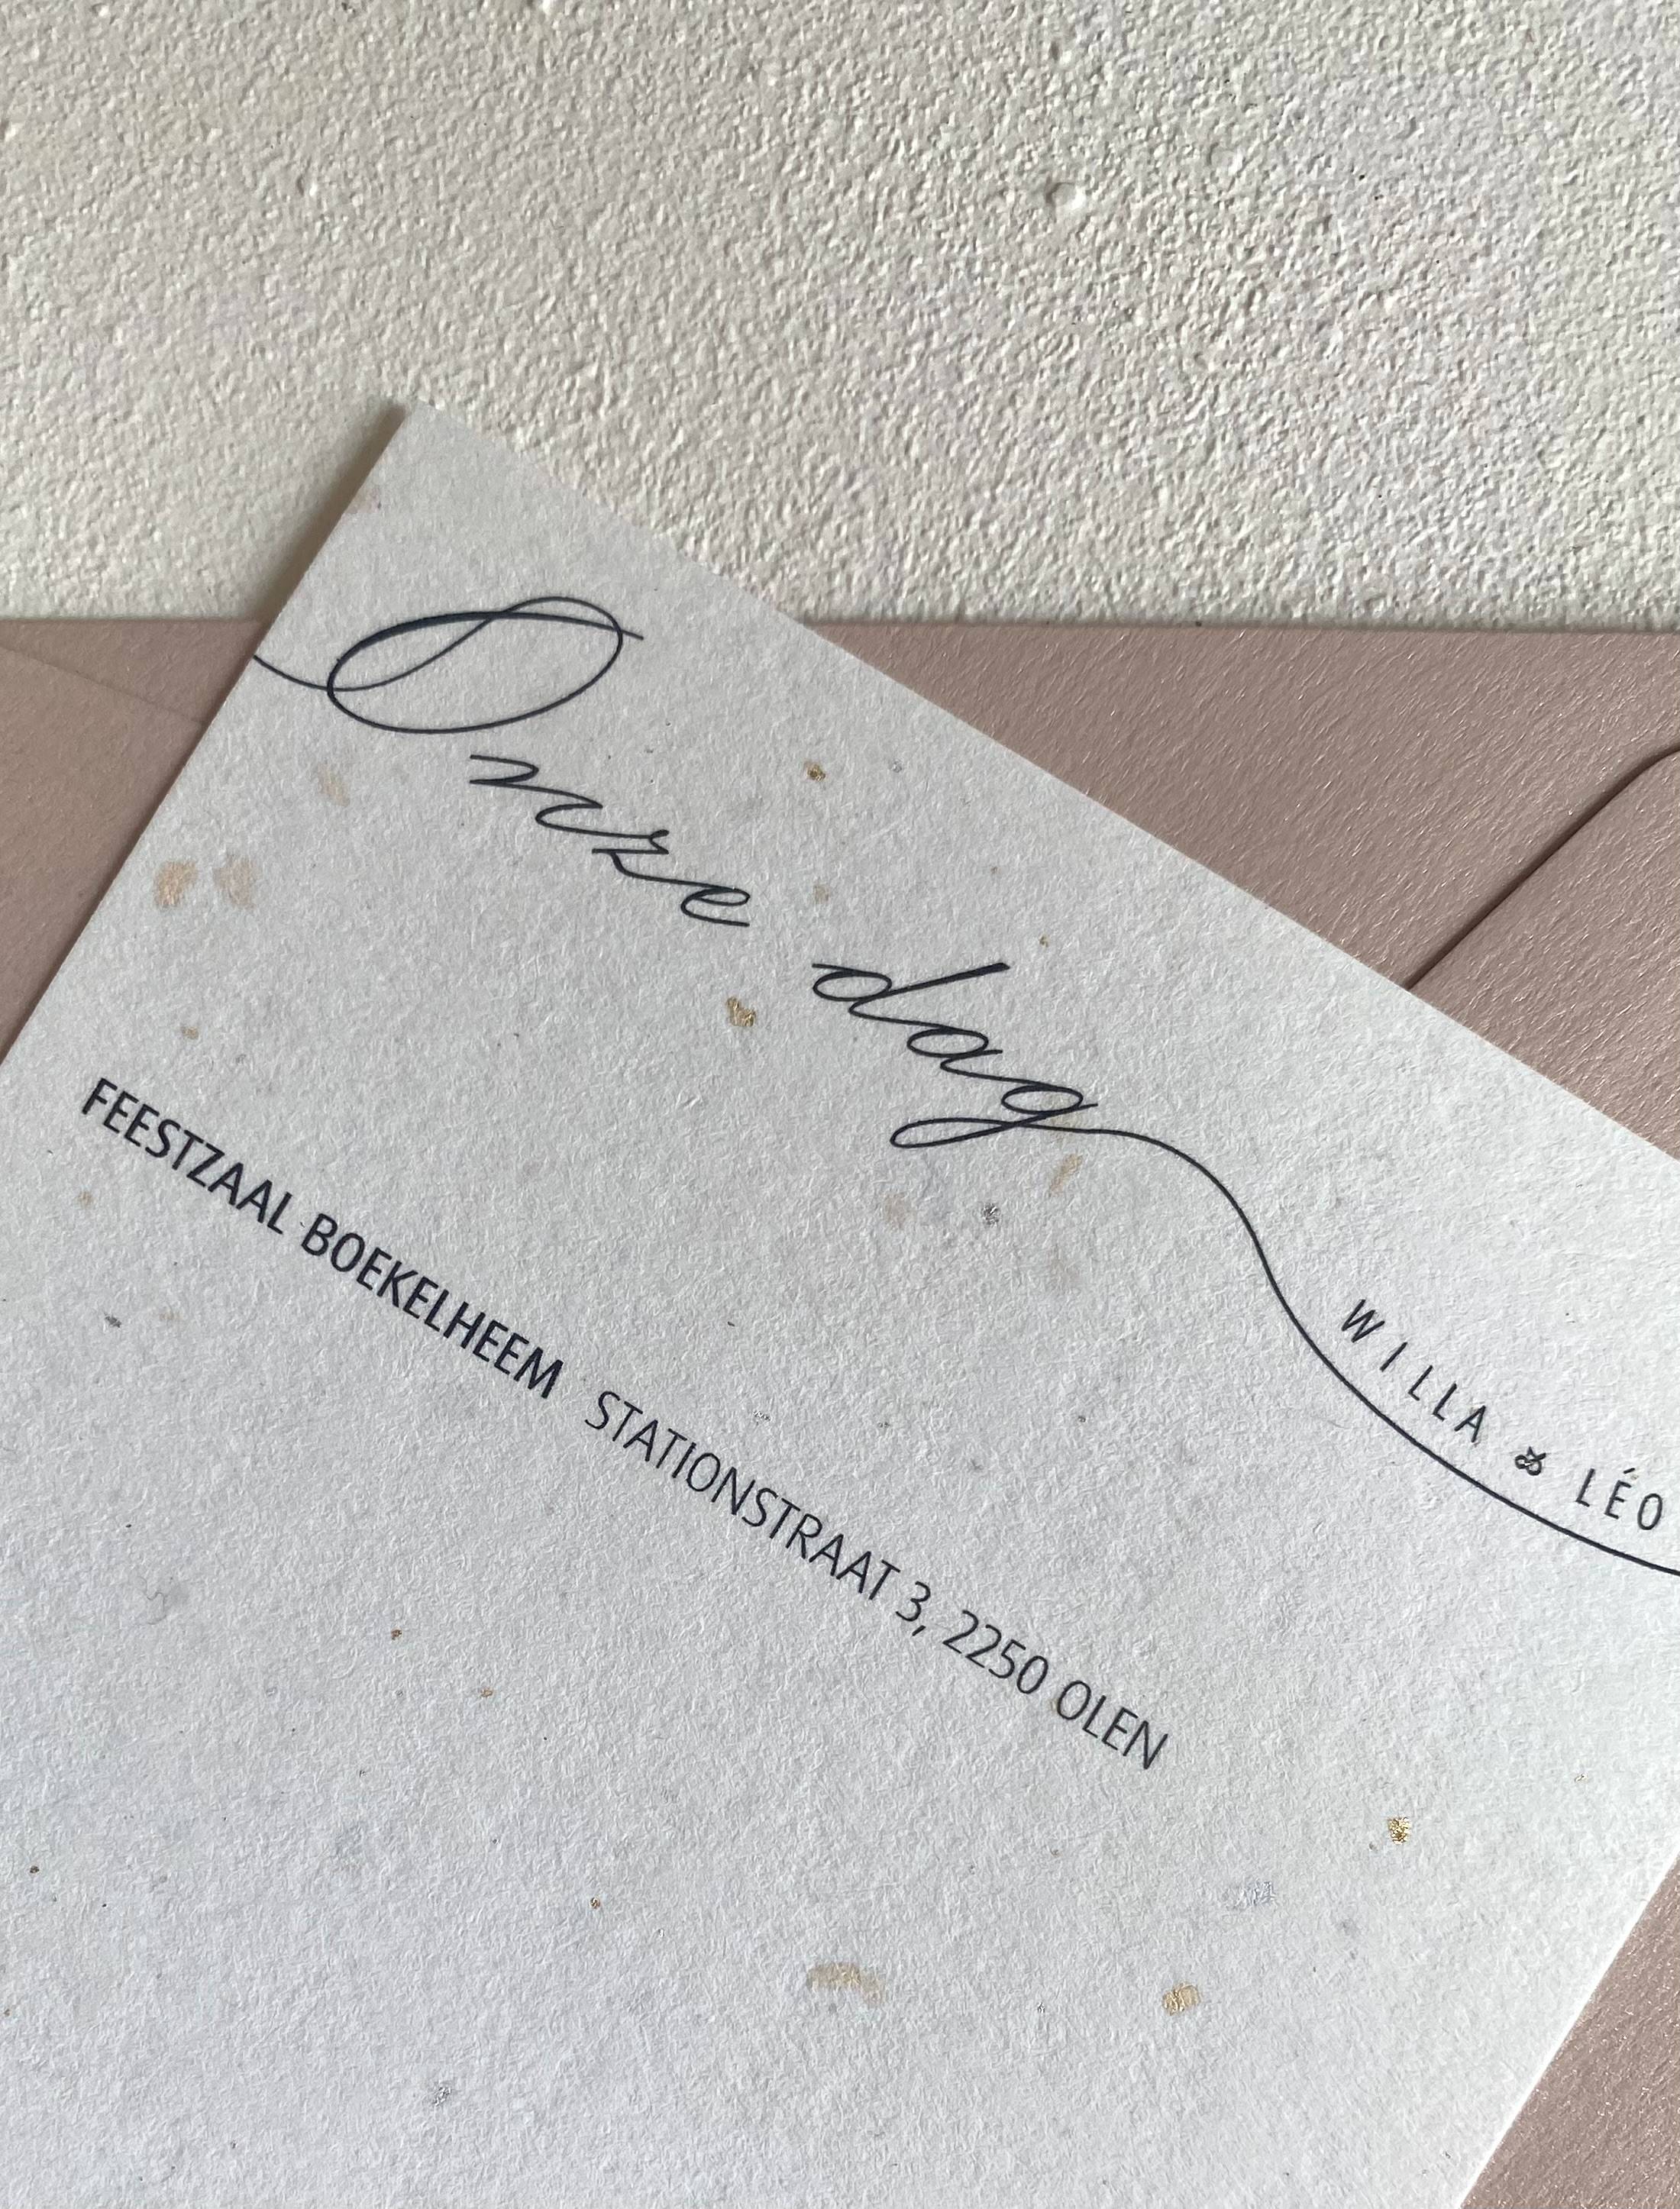 Onze dag
WILLA & LÉO
FEESTZAAL BOEKELHEEM STATIONSTRAAT 3, 2250 OLEN